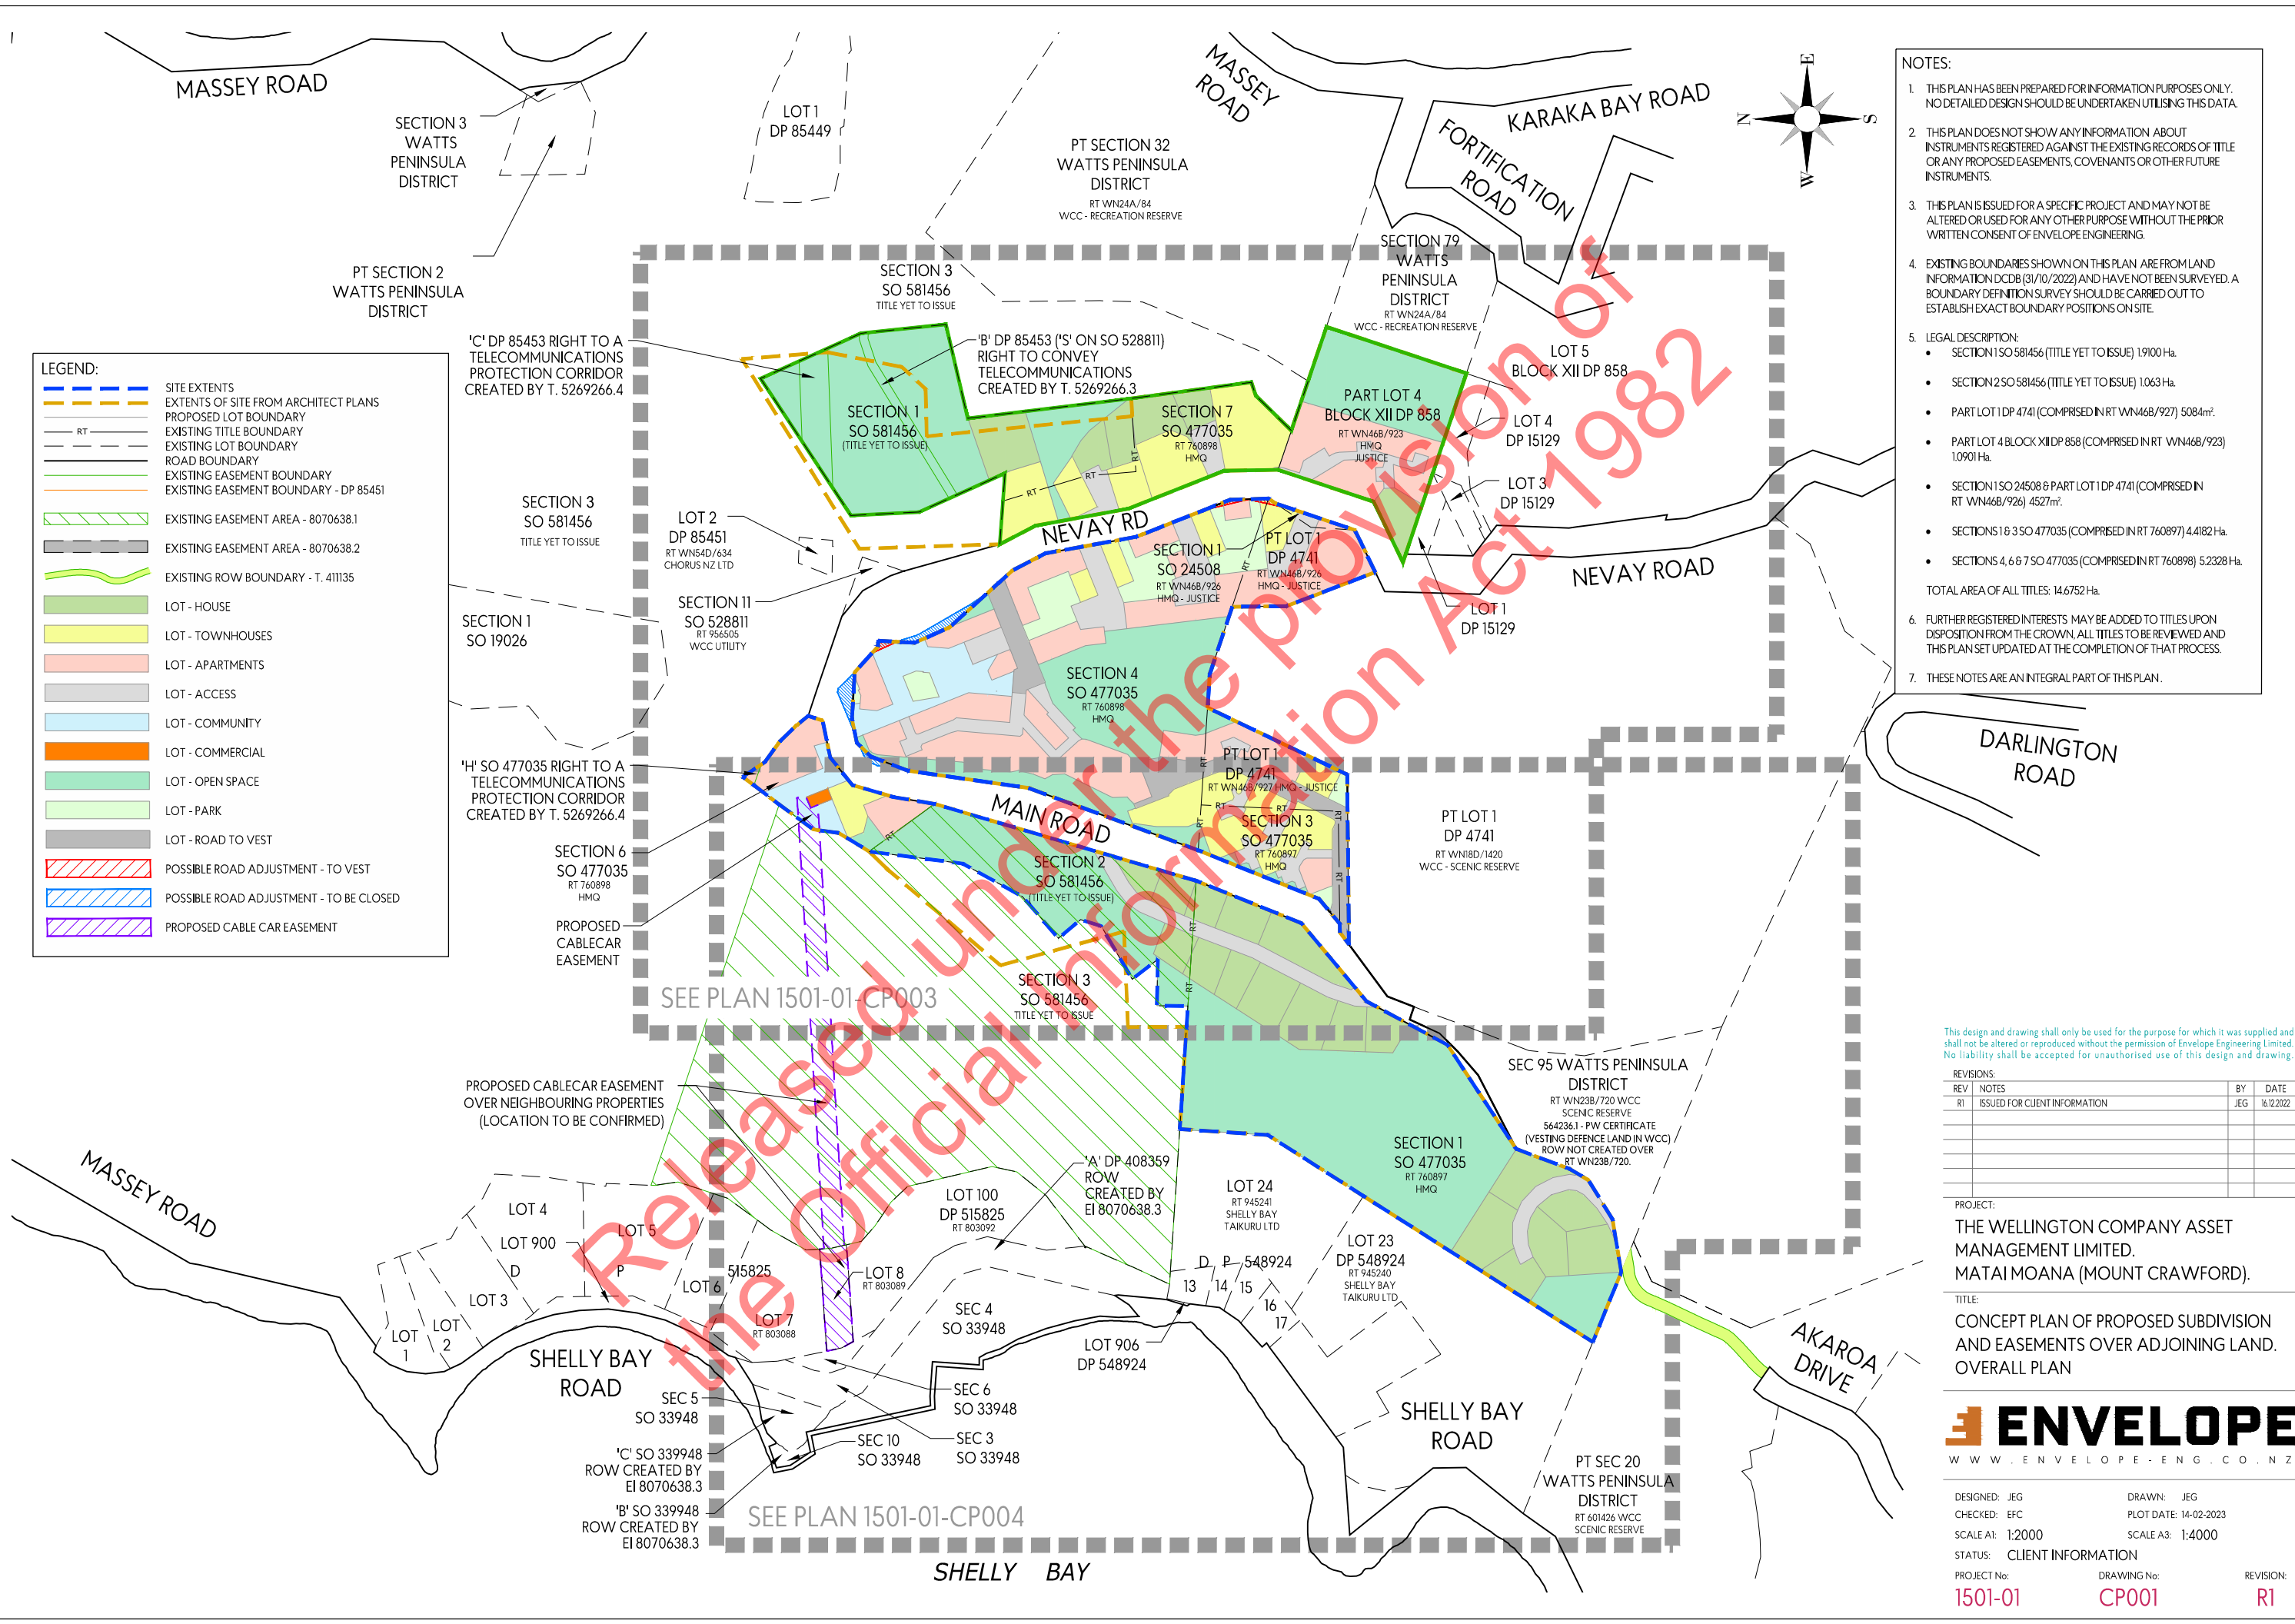 MASSEY ROAD
SECTION 3
WATTS
PENINSULA
DISTRICT
PT SECTION 2
WATTS PENINSULA
DISTRICT
LOT 1
DP 85449
PT SECTION 32
WATTS PENINSULA
DISTRICT
RT WN24A/84
WCC - RECREATION RESERVE
MASSEY
ROAD
KARAKA BAY ROAD
FORTIFICATION
ROAD
N
E
S
W
SECTION 79
WATTS
PENINSULA
DISTRICT
RT WN24A/84
WCC - RECREATION RESERVE
SECTION 3
SO 581456
TITLE YET TO ISSUE
'C' DP 85453 RIGHT TO A
TELECOMMUNICATIONS
PROTECTION CORRIDOR
CREATED BY T. 5269266.4
'B' DP 85453 ('S' ON SO 528811)
RIGHT TO CONVEY
TELECOMMUNICATIONS
CREATED BY T. 5269266.3
LOT 5
BLOCK XII DP 858
PART LOT 4
BLOCK XII DP 858
RT WN46B/923
HMQ
JUSTICE
SECTION 1
SO 581456
(TITLE YET TO ISSUE)
SECTION 7
SO 477035
RT 760898
HMQ
LOT 4
DP 15129
LOT 3
DP 15129
LOT 1
DP 15129
NEVAY RD
NEVAY ROAD
SECTION 3
SO 581456
TITLE YET TO ISSUE
LOT 2
DP 85451
RT WN54D/634
CHORUS NZ LTD
SECTION 11
SO 528811
RT 956505
WCC UTILITY
SECTION 1
SO 19026
SECTION 1
SO 24508
RT WN46B/926
HMQ - JUSTICE
PT LOT 1
DP 4741
RT WN46B/926
HMQ - JUSTICE
SECTION 4
SO 477035
RT 760898
HMQ
PT LOT 1
DP 4741
RT WN46B/927 HMQ - JUSTICE
SECTION 3
SO 477035
RT 760897
HMQ
RT
RT
RT
RT
RT
RT
RT
RT
RT
RT
RT
RT
RT
RT
PT LOT 1
DP 4741
RT WN18D/1420
WCC - SCENIC RESERVE
DARLINGTON
ROAD
'H' SO 477035 RIGHT TO A
TELECOMMUNICATIONS
PROTECTION CORRIDOR
CREATED BY T. 5269266.4
SECTION 6
SO 477035
RT 760898
HMQ
PROPOSED
CABLECAR
EASEMENT
MAIN ROAD
SECTION 2
SO 581456
(TITLE YET TO ISSUE)
SECTION 3
SO 581456
TITLE YET TO ISSUE
SEE PLAN 1501-01-CP003
PROPOSED CABLECAR EASEMENT
OVER NEIGHBOURING PROPERTIES
(LOCATION TO BE CONFIRMED)
SEC 95 WATTS PENINSULA
DISTRICT
RT WN23B/720 WCC
SCENIC RESERVE
564236.1 - PW CERTIFICATE
(VESTING DEFENCE LAND IN WCC)
ROW NOT CREATED OVER
RT WN23B/720.
SECTION 1
SO 477035
RT 760897
HMQ
MASSEY ROAD
LOT 4
LOT 900
D
P
LOT 5
LOT 3
LOT
1
LOT
2
LOT 6
515825
LOT 7
RT 803088
LOT 8
RT 803089
LOT 100
DP 515825
RT 803092
'A' DP 408359
ROW
CREATED BY
EI 8070638.3
LOT 24
RT 945241
SHELLY BAY
TAIKURU LTD
LOT 23
DP 548924
RT 945240
SHELLY BAY
TAIKURU LTD
D P 548924
13
14
15
16
17
SEC 4
SO 33948
LOT 906
DP 548924
SHELLY BAY
ROAD
SEC 5
SO 33948
SEC 6
SO 33948
SEC 3
SO 33948
SEC 10
SO 33948
'C' SO 339948
ROW CREATED BY
EI 8070638.3
'B' SO 339948
ROW CREATED BY
EI 8070638.3
SEE PLAN 1501-01-CP004
SHELLY BAY
SHELLY BAY
ROAD
PT SEC 20
WATTS PENINSULA
DISTRICT
RT 601426 WCC
SCENIC RESERVE
AKAROA
DRIVE
Released under the provision of
the Official Information Act 1982
LEGEND:
SITE EXTENTS
EXTENTS OF SITE FROM ARCHITECT PLANS
PROPOSED LOT BOUNDARY
RT
EXISTING TITLE BOUNDARY
EXISTING LOT BOUNDARY
ROAD BOUNDARY
EXISTING EASEMENT BOUNDARY
EXISTING EASEMENT BOUNDARY - DP 85451
EXISTING EASEMENT AREA - 8070638.1
EXISTING EASEMENT AREA - 8070638.2
EXISTING ROW BOUNDARY - T. 411135
LOT - HOUSE
LOT - TOWNHOUSES
LOT - APARTMENTS
LOT - ACCESS
LOT - COMMUNITY
LOT - COMMERCIAL
LOT - OPEN SPACE
LOT - PARK
LOT - ROAD TO VEST
POSSIBLE ROAD ADJUSTMENT - TO VEST
POSSIBLE ROAD ADJUSTMENT - TO BE CLOSED
PROPOSED CABLE CAR EASEMENT
NOTES:
1. THIS PLAN HAS BEEN PREPARED FOR INFORMATION PURPOSES ONLY.
NO DETAILED DESIGN SHOULD BE UNDERTAKEN UTILISING THIS DATA.
2. THIS PLAN DOES NOT SHOW ANY INFORMATION ABOUT
INSTRUMENTS REGISTERED AGAINST THE EXISTING RECORDS OF TITLE
OR ANY PROPOSED EASEMENTS, COVENANTS OR OTHER FUTURE
INSTRUMENTS.
3. THIS PLAN IS ISSUED FOR A SPECIFIC PROJECT AND MAY NOT BE
ALTERED OR USED FOR ANY OTHER PURPOSE WITHOUT THE PRIOR
WRITTEN CONSENT OF ENVELOPE ENGINEERING.
4. EXISTING BOUNDARIES SHOWN ON THIS PLAN ARE FROM LAND
INFORMATION DCDB (31/10/2022) AND HAVE NOT BEEN SURVEYED. A
BOUNDARY DEFINITION SURVEY SHOULD BE CARRIED OUT TO
ESTABLISH EXACT BOUNDARY POSITIONS ON SITE.
5. LEGAL DESCRIPTION:
• SECTION 1 SO 581456 (TITLE YET TO ISSUE) 1.9100 Ha.
• SECTION 2 SO 581456 (TITLE YET TO ISSUE) 1.063 Ha.
• PART LOT 1 DP 4741 (COMPRISED IN RT WN46B/927) 5084m².
• PART LOT 4 BLOCK XII DP 858 (COMPRISED IN RT WN46B/923)
1.0901 Ha.
• SECTION 1 SO 24508 & PART LOT 1 DP 4741 (COMPRISED IN
RT WN46B/926) 4527m².
• SECTIONS 1 & 3 SO 477035 (COMPRISED IN RT 760897) 4.4182 Ha.
• SECTIONS 4, 6 & 7 SO 477035 (COMPRISED IN RT 760898) 5.2328 Ha.
TOTAL AREA OF ALL TITLES: 14.6752 Ha.
6. FURTHER REGISTERED INTERESTS MAY BE ADDED TO TITLES UPON
DISPOSITION FROM THE CROWN, ALL TITLES TO BE REVIEWED AND
THIS PLAN SET UPDATED AT THE COMPLETION OF THAT PROCESS.
7. THESE NOTES ARE AN INTEGRAL PART OF THIS PLAN.
This design and drawing shall only be used for the purpose for which it was supplied and
shall not be altered or reproduced without the permission of Envelope Engineering Limited.
No liability shall be accepted for unauthorised use of this design and drawing.
REVISIONS:
REV NOTES BY DATE
R1 ISSUED FOR CLIENT INFORMATION JEG 16.12.2022
PROJECT:
THE WELLINGTON COMPANY ASSET
MANAGEMENT LIMITED.
MATAI MOANA (MOUNT CRAWFORD).
TITLE:
CONCEPT PLAN OF PROPOSED SUBDIVISION
AND EASEMENTS OVER ADJOINING LAND.
OVERALL PLAN
ENVELOPE
WWW.ENVELOPE-ENG.CO.NZ
DESIGNED: JEG DRAWN: JEG
CHECKED: EFC PLOT DATE: 14-02-2023
SCALE A1: 1:2000 SCALE A3: 1:4000
STATUS: CLIENT INFORMATION
PROJECT No: DRAWING No: REVISION:
1501-01 CP001 R1